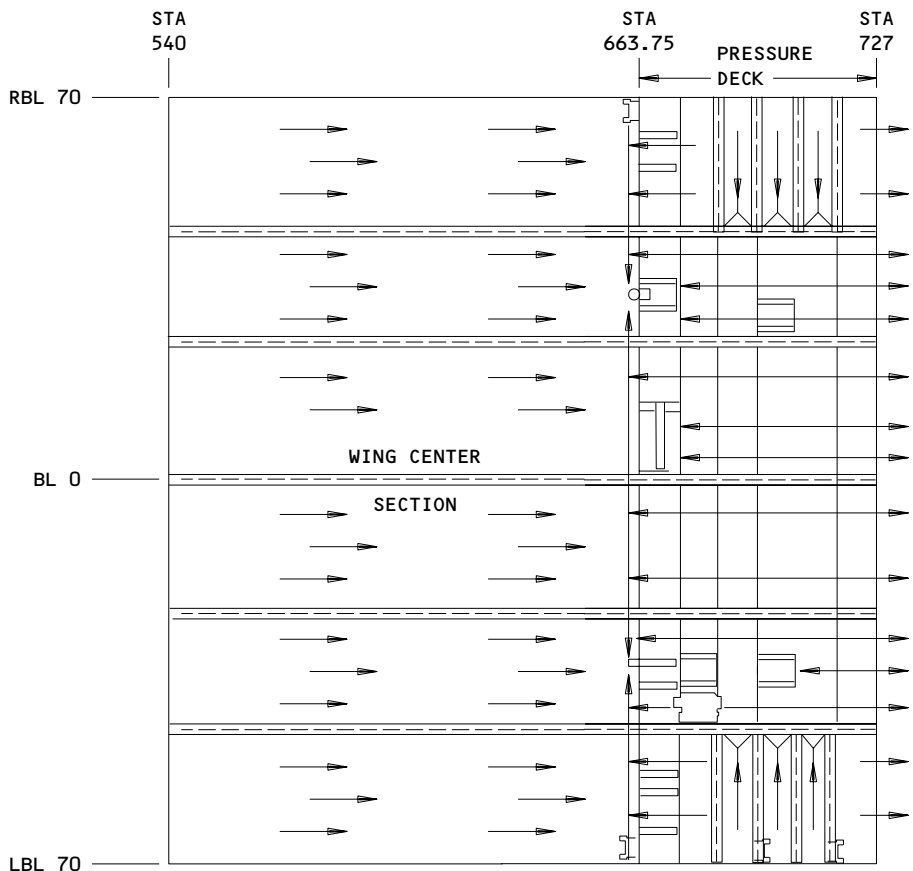 STA
540
STA
663.75
STA
727
PRESSURE
DECK
RBL 70
WING CENTER
BL 0
SECTION
LBL 70